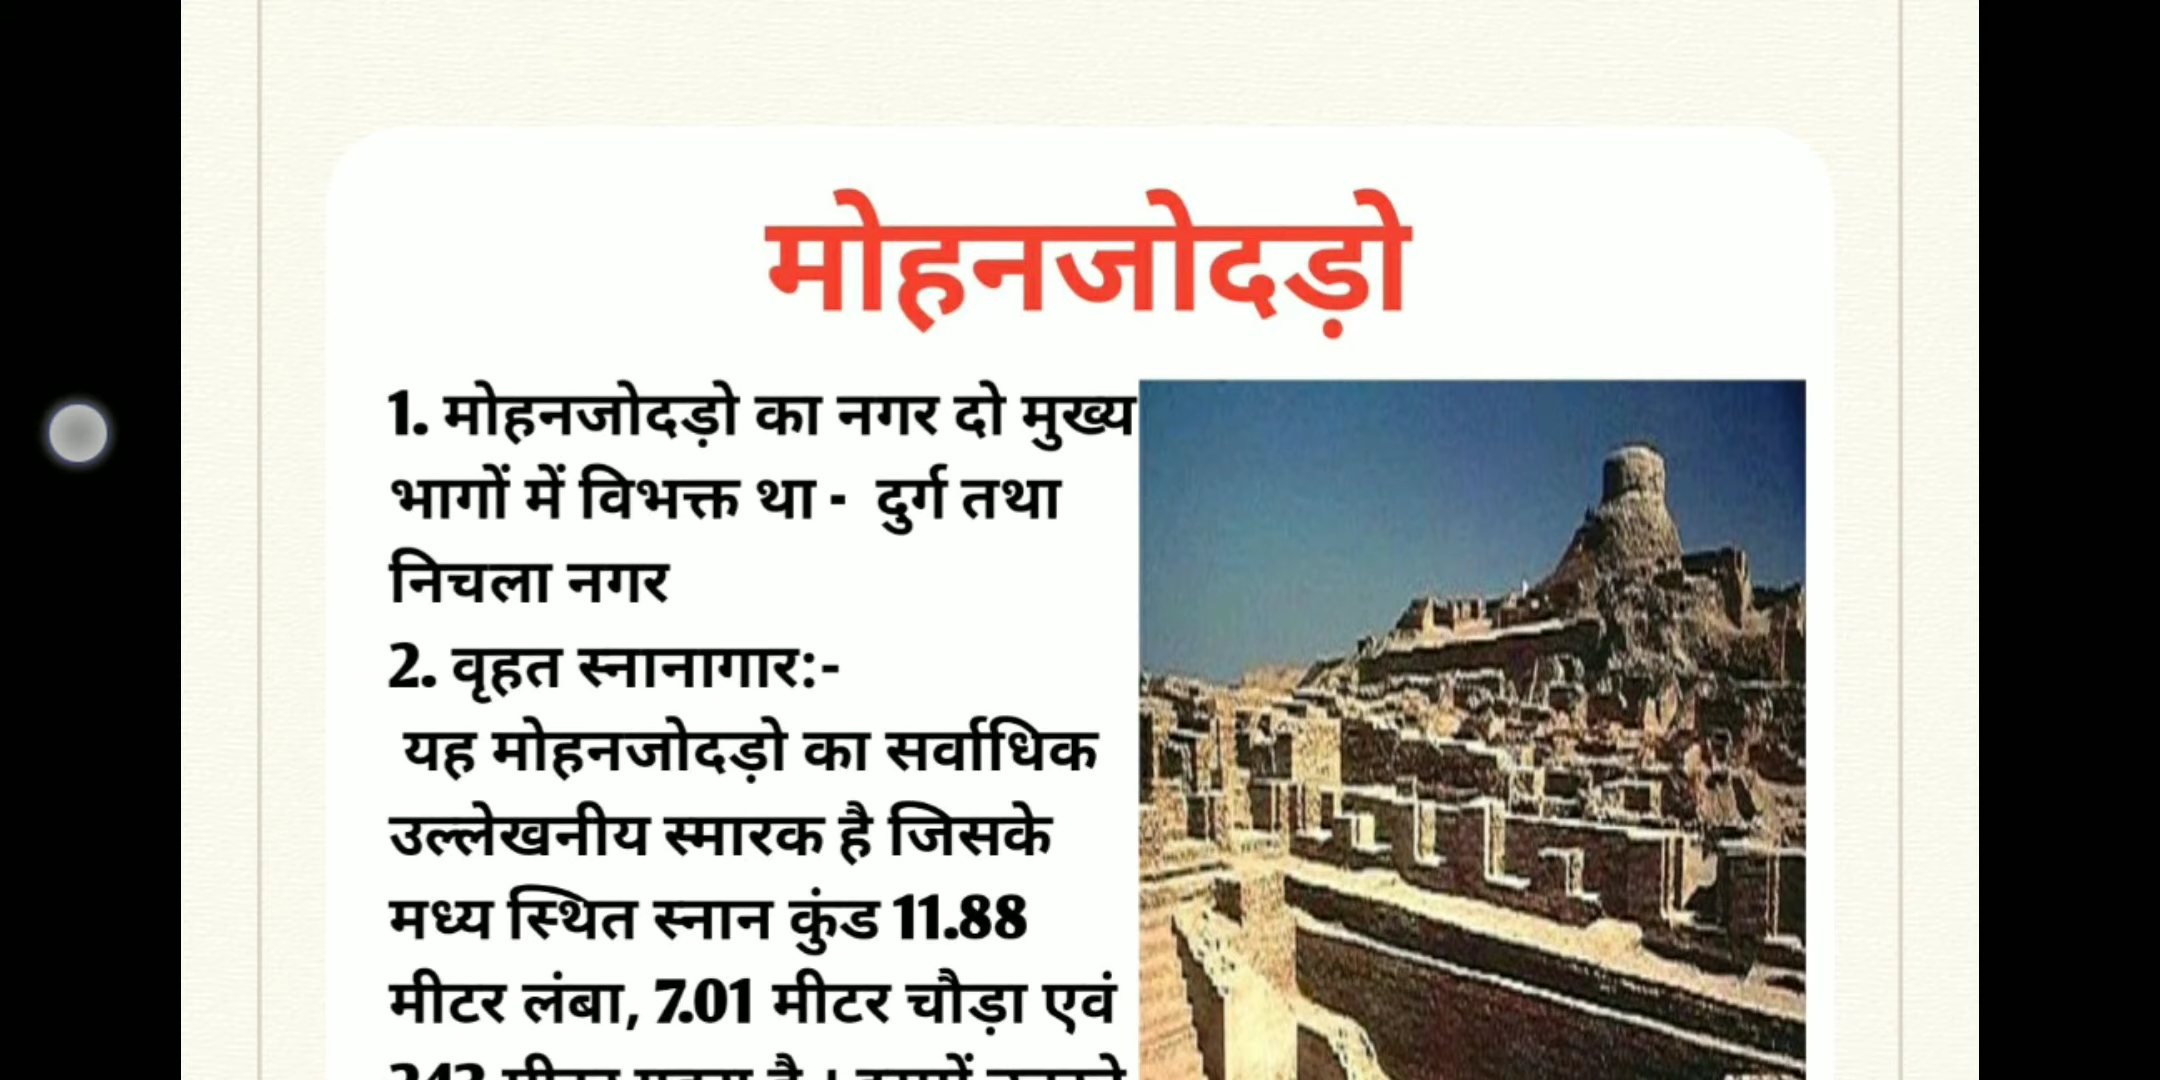 मोहनजोदड़ो
1. मोहनजोदड़ो का नगर दो मुख्य
भागों में विभक्त था - दुर्ग तथा
निचला नगर
2. वृहत स्नानागार:-
यह मोहनजोदड़ो का सर्वाधिक
उल्लेखनीय स्मारक है जिसके
मध्य स्थित स्नान कुंड 11.88
मीटर लंबा, 7.01 मीटर चौड़ा एवं